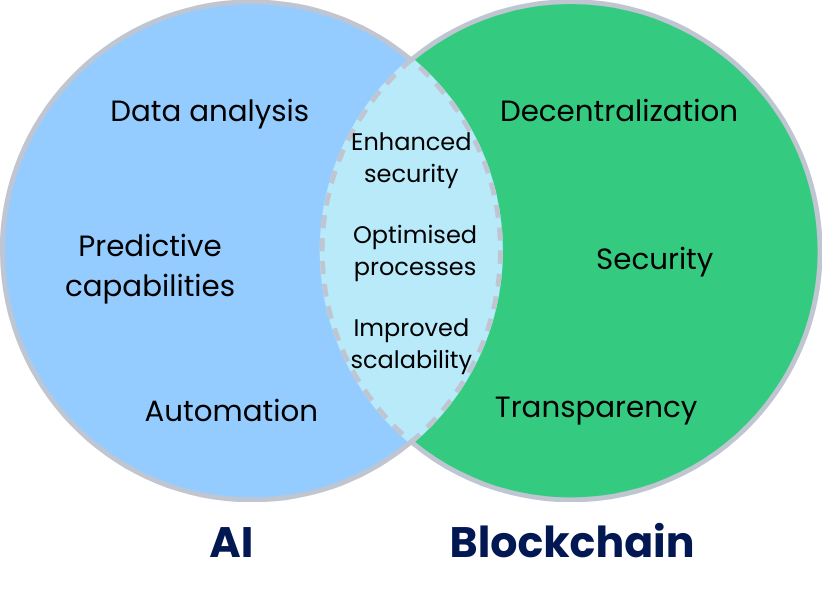 Data analysis
Predictive
capabilities
Automation
Enhanced
security
Optimised
processes
Improved
scalability
Decentralization
Security
Transparency
AI
Blockchain